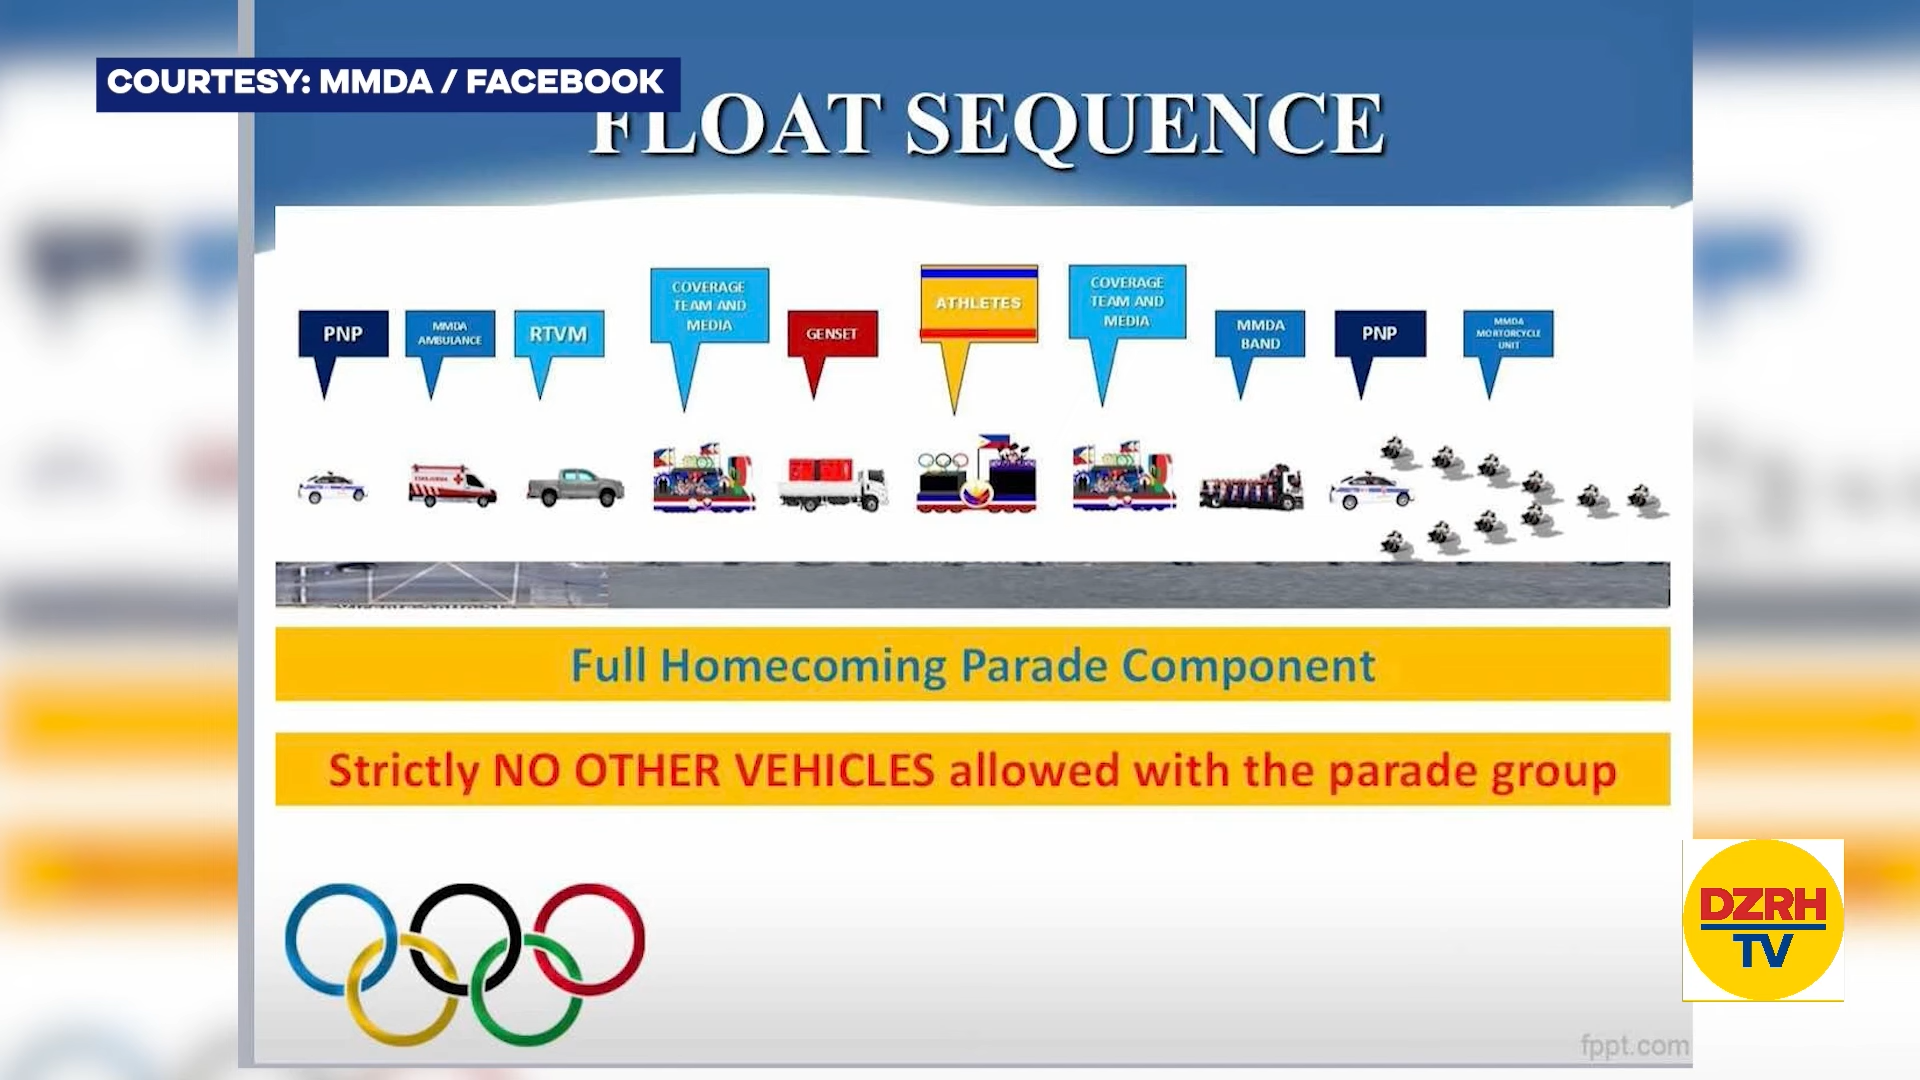 COURTESY: MMDA / FACEBOOK
FLOAT SEQUENCE
PNP
MMDA
AMBULANCE
RTVM
COVERAGE
TEAM AND
MEDIA
GENSET
ATHLETES
COVERAGE
TEAM AND
MEDIA
MMDA
BAND
PNP
MMDA
MORTORCYCLE
UNIT
Full Homecoming Parade Component
Strictly NO OTHER VEHICLES allowed with the parade group
DZRH
TV
fppt.com